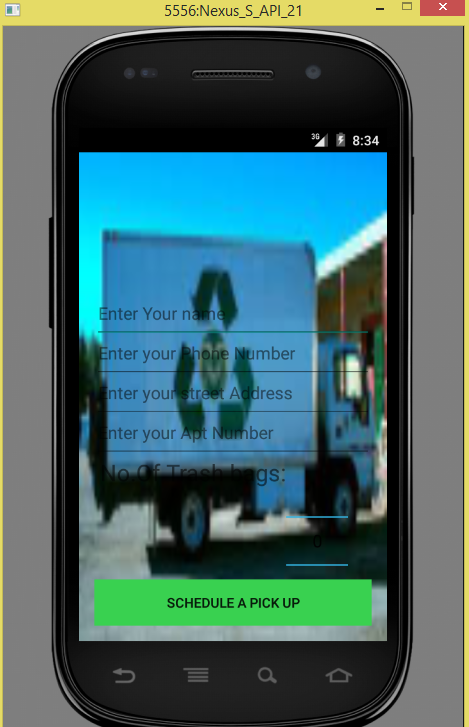 5556:Nexus_S_API_21
3G 8:34
Enter Your name
Enter your Phone Number
Enter your street Address
Enter your Apt Number
No Of Trash bags:
0
SCHEDULE A PICK UP